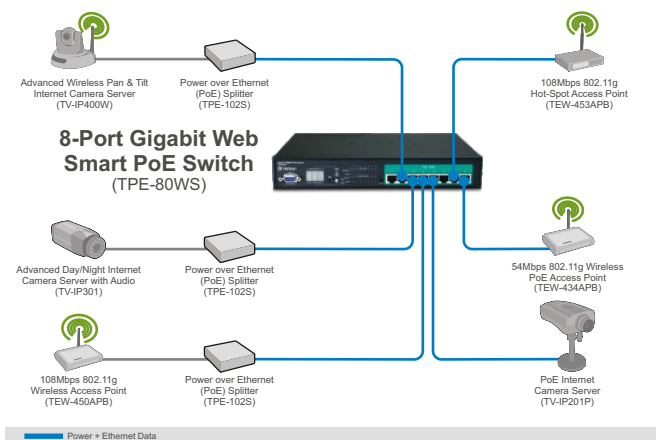 Advanced Wireless Pan & Tilt
Internet Camera Server
(TV-IP400W)
Power over Ethernet
(PoE) Splitter
(TPE-102S)
108Mbps 802.11g
Hot-Spot Access Point
(TEW-453APB)
8-Port Gigabit Web
Smart PoE Switch
(TPE-80WS)
Advanced Day/Night Internet
Camera Server with Audio
(TV-IP301)
Power over Ethernet
(PoE) Splitter
(TPE-102S)
54Mbps 802.11g Wireless
PoE Access Point
(TEW-434APB)
108Mbps 802.11g
Wireless Access Point
(TEW-450APB)
Power over Ethernet
(PoE) Splitter
(TPE-102S)
PoE Internet
Camera Server
(TV-IP201P)
Power + Ethernet Data